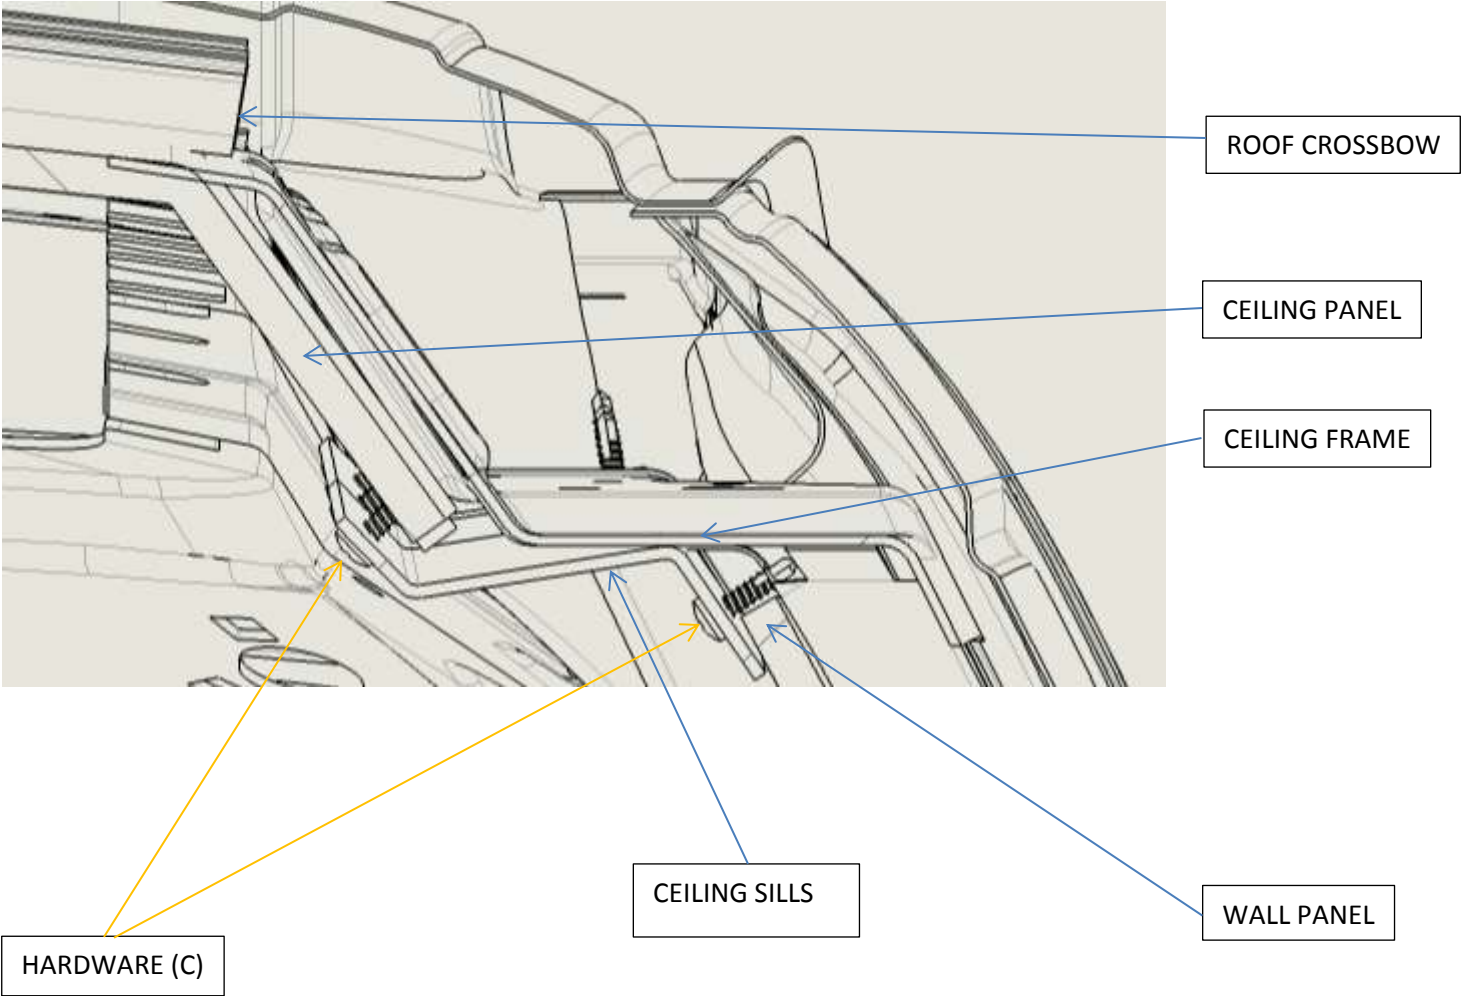 ROOF CROSSBOW
CEILING PANEL
CEILING FRAME
CEILING SILLS
WALL PANEL
HARDWARE (C)